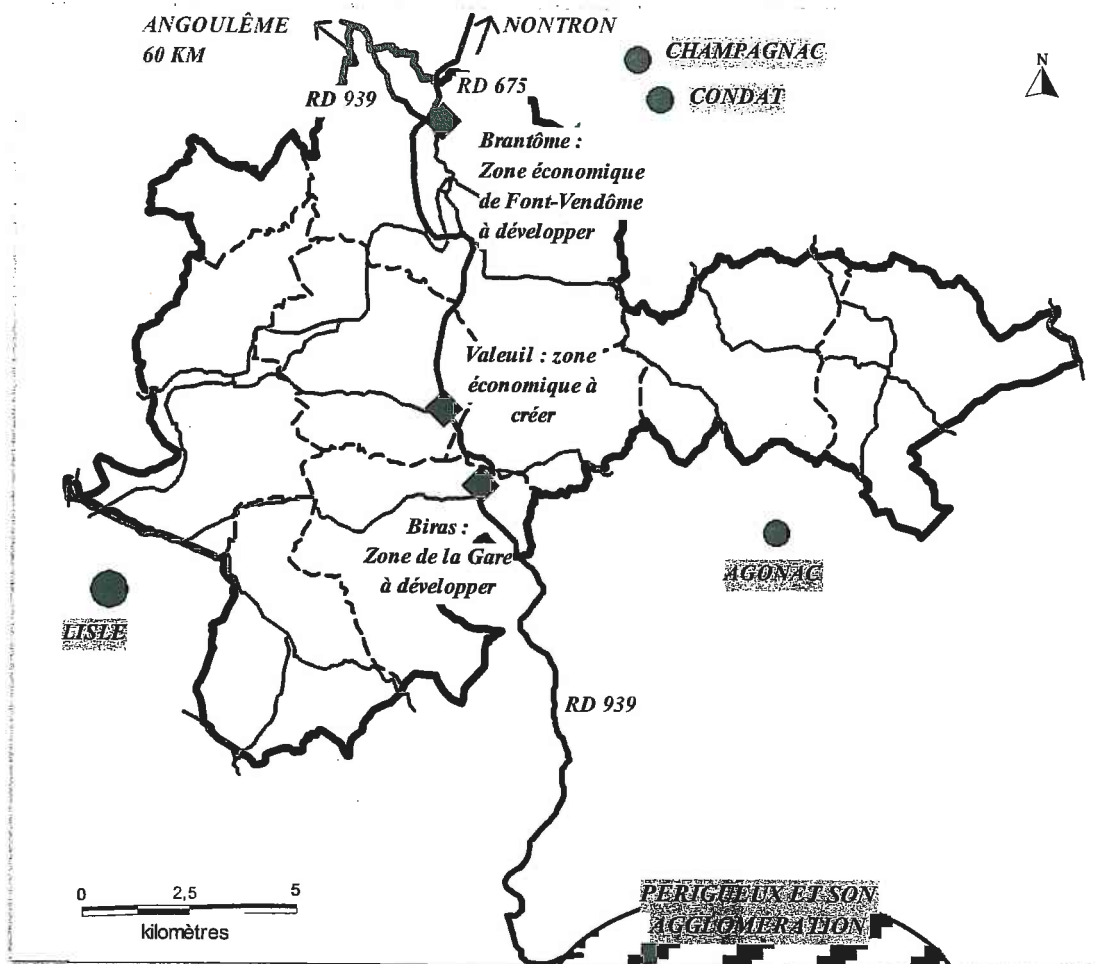 ANGOULÊME
60 KM
NONTRON
CHAMPAGNAC
CONDAT
N
RD 939
RD 675
Brantôme :
Zone économique
de Font-Vendôme
à développer
Valeuil : zone
économique à
créer
Biras :
Zone de la Gare
à développer
AGONAC
LISLE
RD 939
0 2,5 5
kilomètres
PERIGUEUX ET SON
AGGLOMERATION